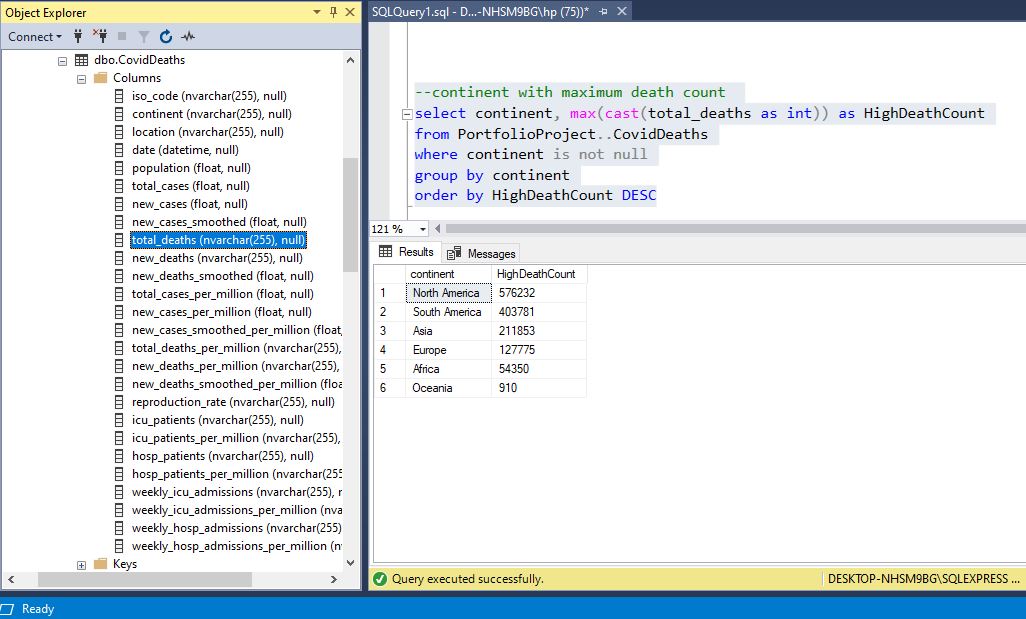 Object Explorer
Connect
dbo.CovidDeaths
Columns
iso_code (nvarchar(255), null)
continent (nvarchar(255), null)
location (nvarchar(255), null)
date (datetime, null)
population (float, null)
total_cases (float, null)
new_cases (float, null)
new_cases_smoothed (float, null)
total_deaths (nvarchar(255), null)
new_deaths (nvarchar(255), null)
new_deaths_smoothed (float, null)
total_cases_per_million (float, null)
new_cases_per_million (float, null)
new_cases_smoothed_per_million (float,
total_deaths_per_million (nvarchar(255),
new_deaths_per_million (nvarchar(255),
new_deaths_smoothed_per_million (floa
reproduction_rate (nvarchar(255), null)
icu_patients (nvarchar(255), null)
icu_patients_per_million (nvarchar(255),
hosp_patients (nvarchar(255), null)
hosp_patients_per_million (nvarchar(255
weekly_icu_admissions (nvarchar(255), r
weekly_icu_admissions_per_million (nva
weekly_hosp_admissions (nvarchar(255)
weekly_hosp_admissions_per_million (n
Keys
SQLQuery1.sql - D...-NHSM9BG\hp (75))*
--continent with maximum death count
select continent, max(cast(total_deaths as int)) as HighDeathCount
from PortfolioProject..CovidDeaths
where continent is not null
group by continent
order by HighDeathCount DESC
121 %
Results Messages
continent HighDeathCount
1 North America 576232
2 South America 403781
3 Asia 211853
4 Europe 127775
5 Africa 54350
6 Oceania 910
Query executed successfully. DESKTOP-NHSM9BG\SQLEXPRESS ...
Ready